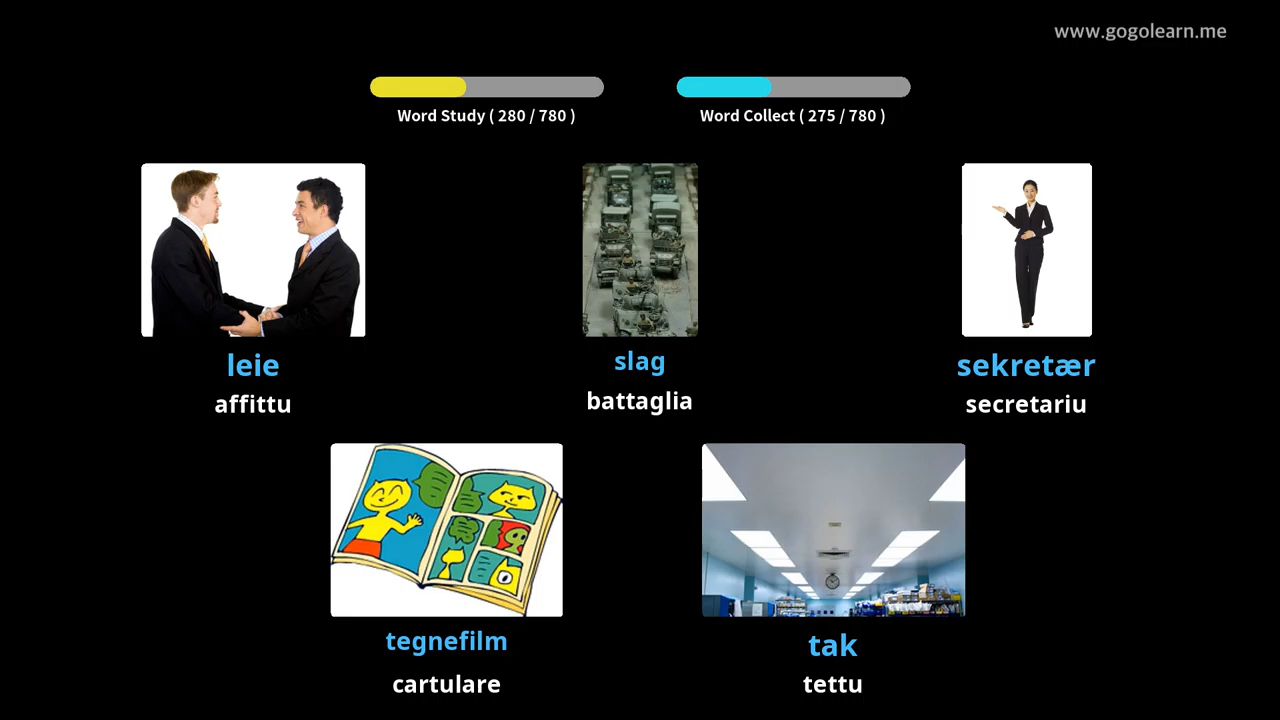 www.gogolearn.me
Word Study ( 280 / 780 )
Word Collect ( 275 / 780 )
leie
affittu
slag
battaglia
sekretær
secretariu
tegnefilm
cartulare
tak
tettu